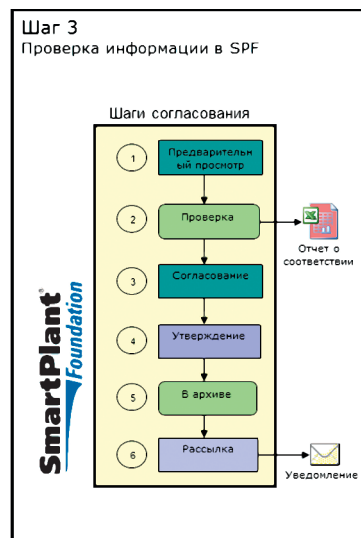 Шаг 3
Проверка информации в SPF
Шаги согласования
1
Предварительн
ый просмотр
2
Проверка
Отчет о
соответствии
3
Согласование
4
Утверждение
5
В архиве
6
Рассылка
Уведомление
SmartPlant®
Foundation